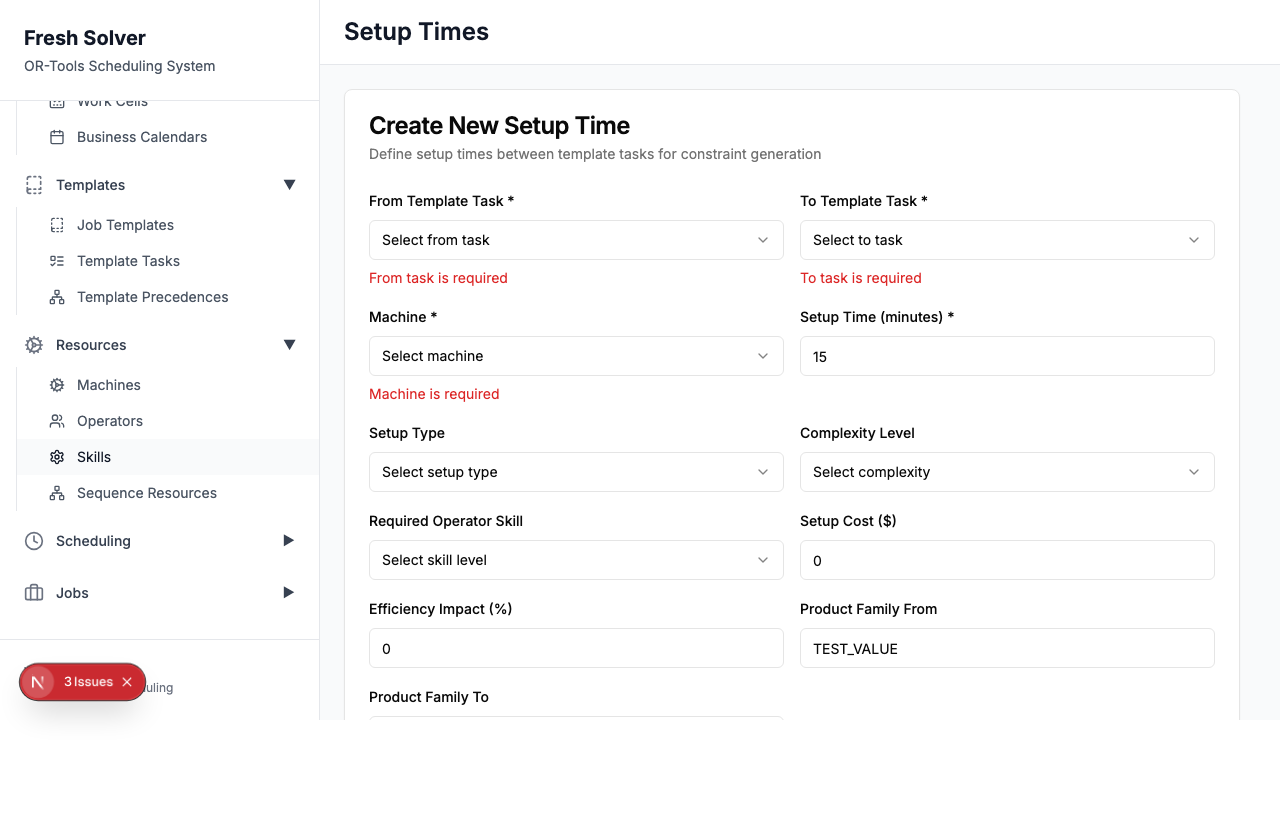 Fresh Solver
OR-Tools Scheduling System
Work Cells
Business Calendars
Templates
Job Templates
Template Tasks
Template Precedences
Resources
Machines
Operators
Skills
Sequence Resources
Scheduling
Jobs
N 3 Issues
Setup Times
Create New Setup Time
Define setup times between template tasks for constraint generation
From Template Task * To Template Task *
Select from task Select to task
From task is required To task is required
Machine * Setup Time (minutes) *
Select machine 15
Machine is required
Setup Type Complexity Level
Select setup type Select complexity
Required Operator Skill Setup Cost ($)
Select skill level 0
Efficiency Impact (%) Product Family From
0 TEST_VALUE
Product Family To